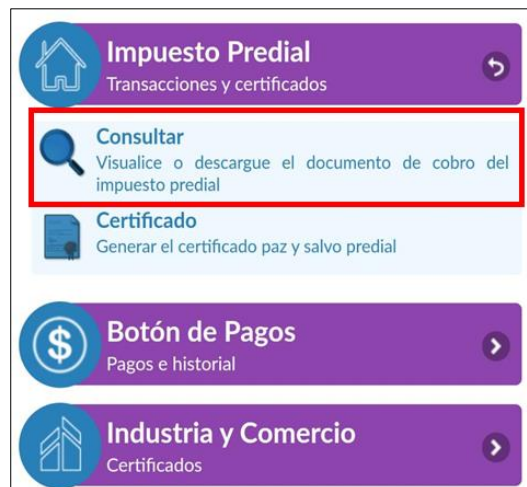 Impuesto Predial
Transacciones y certificados
Consultar
Visualice o descargue el documento de cobro del
impuesto predial
Certificado
Generar el certificado paz y salvo predial
$
Botón de Pagos
Pagos e historial
Industria y Comercio
Certificados